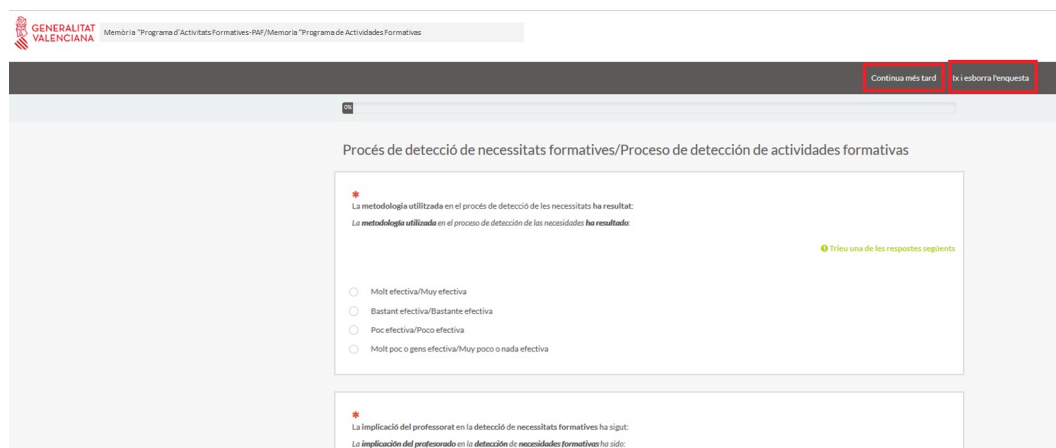 GENERALITAT
VALENCIANA
Memòria "Programa d'Activitats Formatives-PAF/Memoria "Programa de Actividades Formativas
Continua més tard
Ix i esborra l'enquesta
0%
Procés de detecció de necessitats formatives/Proceso de detección de actividades formativas
*
La metodologia utilitzada en el procés de detecció de les necessitats ha resultat:
La metodología utilizada en el proceso de detección de las necesidades ha resultado:
Trieu una de les respostes següents
Molt efectiva/Muy efectiva
Bastant efectiva/Bastante efectiva
Poc efectiva/Poco efectiva
Molt poc o gens efectiva/Muy poco o nada efectiva
*
La implicació del professorat en la detecció de necessitats formatives ha sigut:
La implicación del profesorado en la detección de necesidades formativas ha sido: